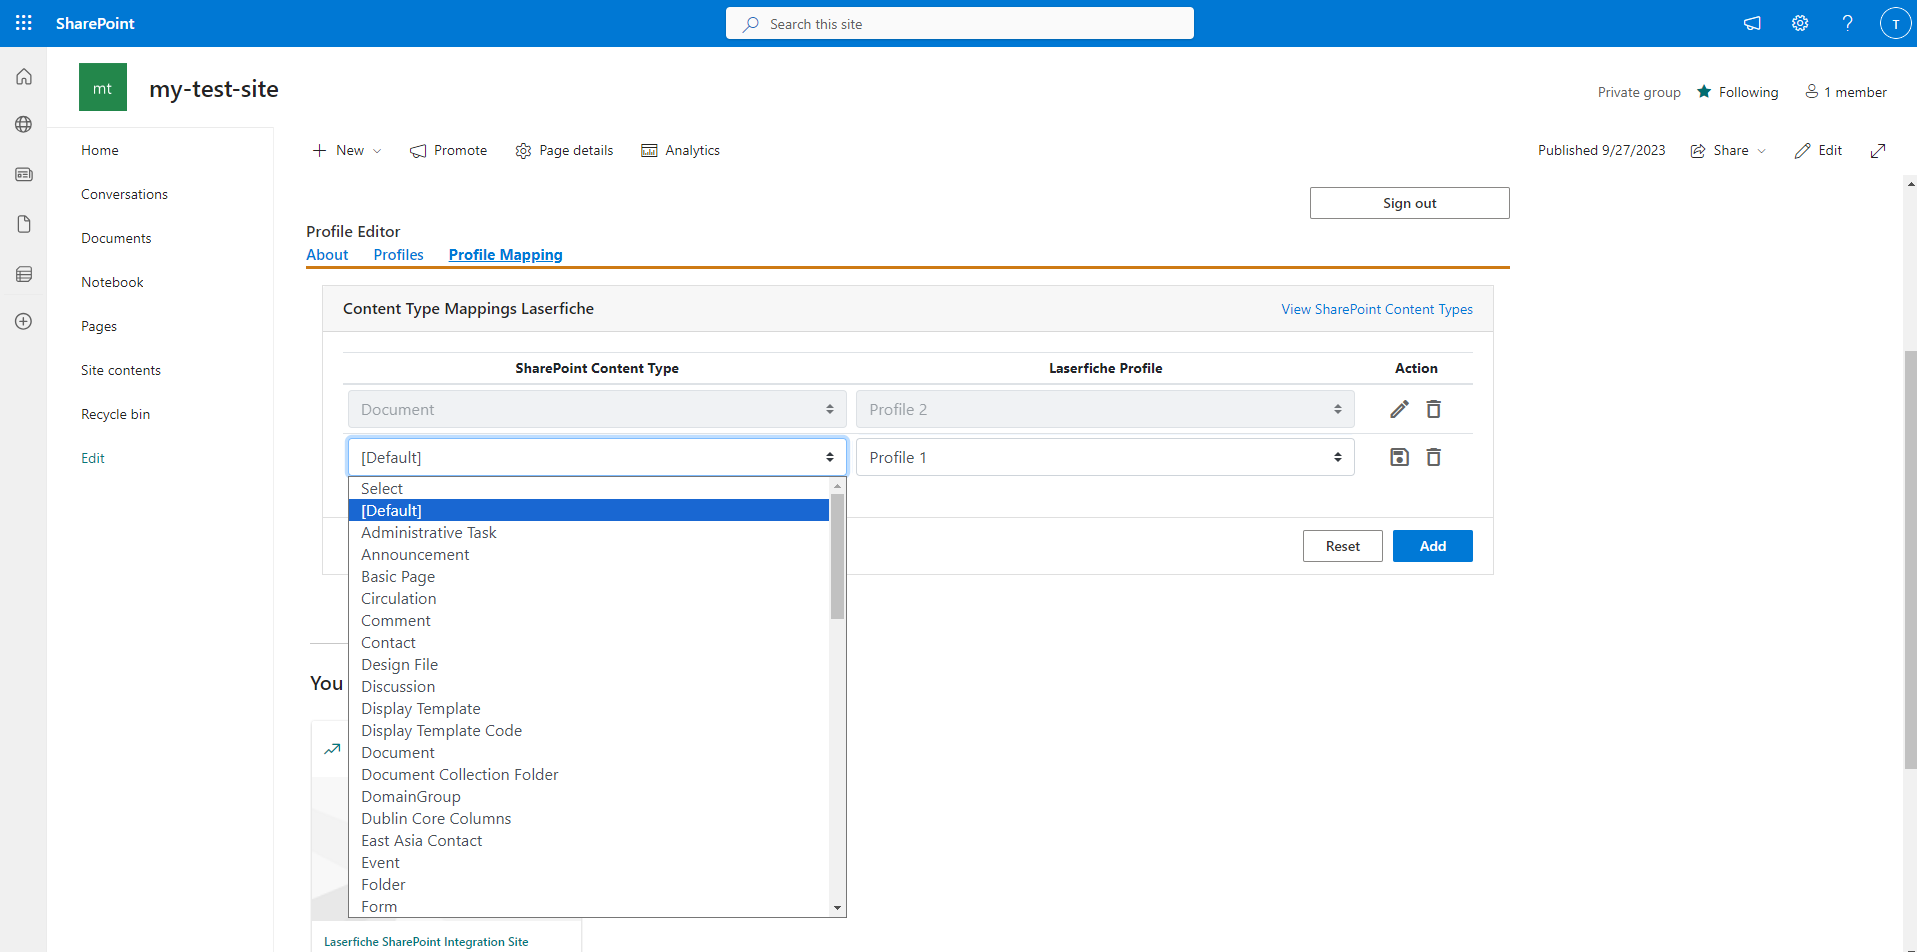 SharePoint
Search this site
T
mt
my-test-site
Private group
Following
1 member
Home
Conversations
Documents
Notebook
Pages
Site contents
Recycle bin
Edit
New
Promote
Page details
Analytics
Published 9/27/2023
Share
Edit
Sign out
Profile Editor
About
Profiles
Profile Mapping
Content Type Mappings Laserfiche
View SharePoint Content Types
SharePoint Content Type
Laserfiche Profile
Action
Document
Profile 2
[Default]
Profile 1
Select
[Default]
Administrative Task
Announcement
Basic Page
Circulation
Comment
Contact
Design File
Discussion
Display Template
Display Template Code
Document
Document Collection Folder
DomainGroup
Dublin Core Columns
East Asia Contact
Event
Folder
Form
Reset
Add
You
Laserfiche SharePoint Integration Site